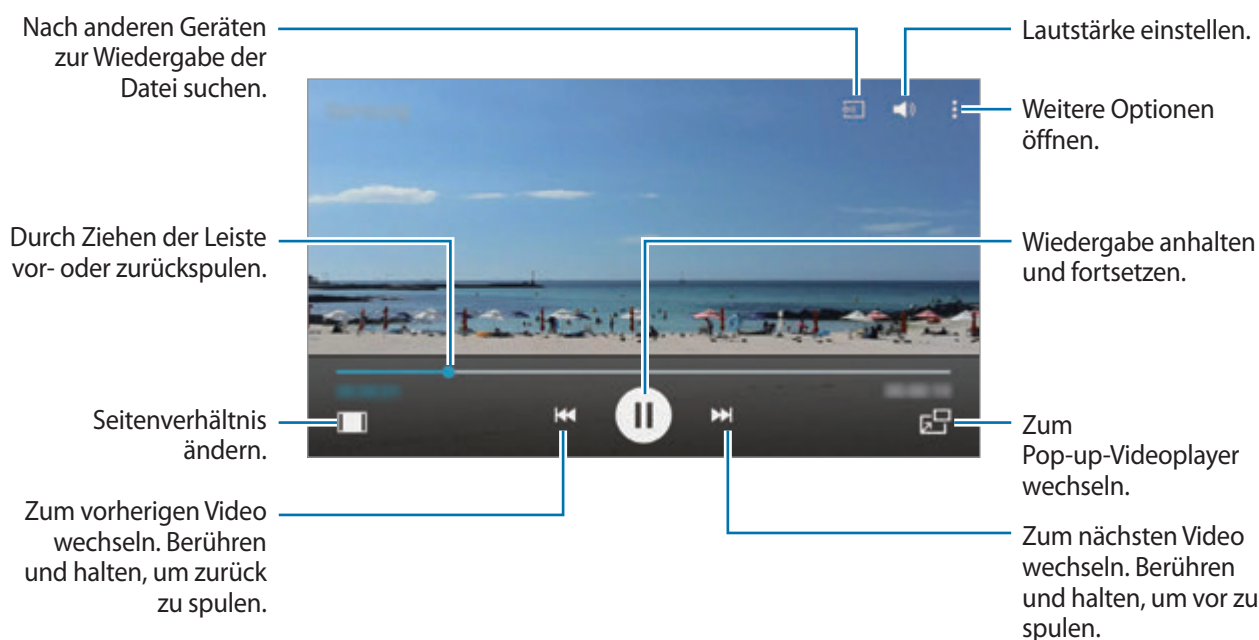 Nach anderen Geräten
zur Wiedergabe der
Datei suchen.
Durch Ziehen der Leiste
vor- oder zurückspulen.
Seitenverhältnis
ändern.
Zum vorherigen Video
wechseln. Berühren
und halten, um zurück
zu spulen.
Lautstärke einstellen.
Weitere Optionen
öffnen.
Wiedergabe anhalten
und fortsetzen.
Zum
Pop-up-Videoplayer
wechseln.
Zum nächsten Video
wechseln. Berühren
und halten, um vor zu
spulen.